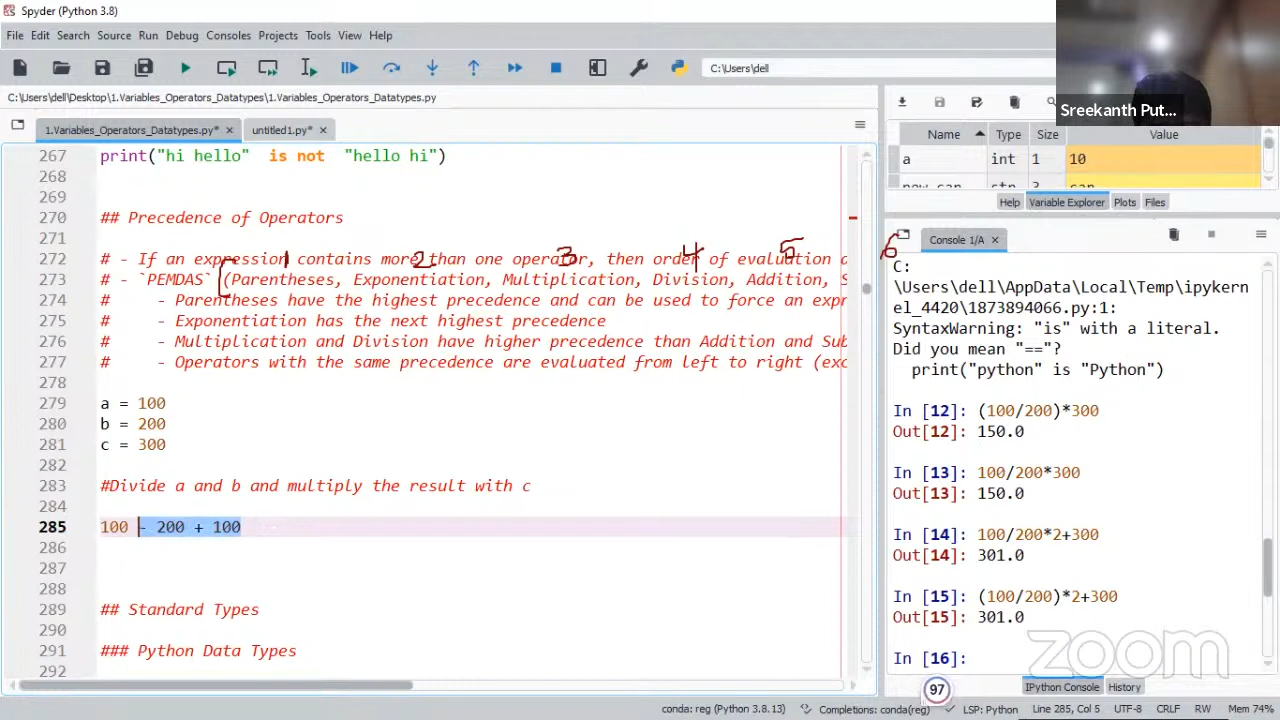 Spyder (Python 3.8)
File Edit Search Source Run Debug Consoles Projects Tools View Help
C:\Users\dell
Sreekanth Put...
C:\Users\dell\Desktop\1.Variables_Operators_Datatypes\1.Variables_Operators_Datatypes.py
1.Variables_Operators_Datatypes.py* untitled1.py*
267 print("hi hello" is not "hello hi")
268
269
270 ## Precedence of Operators
271
1 2 3 4 5 6
272 # - If an expression contains more than one operator, then order of evaluation
273 # - `PEMDAS` (Parentheses, Exponentiation, Multiplication, Division, Addition, S
274 # - Parentheses have the highest precedence and can be used to force an expr
275 # - Exponentiation has the next highest precedence
276 # - Multiplication and Division have higher precedence than Addition and Sub
277 # - Operators with the same precedence are evaluated from left to right (exc
278
279 a = 100
280 b = 200
281 c = 300
282
283 #Divide a and b and multiply the result with c
284
285 100 - 200 + 100
286
287
288
289 ## Standard Types
290
291 ### Python Data Types
292
Name Type Size Value
a int 1 10
new_can str 3 can
Help Variable Explorer Plots Files
Console 1/A
C:
\Users\dell\AppData\Local\Temp\ipykern
el_4420\1873894066.py:1:
SyntaxWarning: "is" with a literal.
Did you mean "=="?
print("python" is "Python")
In [12]: (100/200)*300
Out[12]: 150.0
In [13]: 100/200*300
Out[13]: 150.0
In [14]: 100/200*2+300
Out[14]: 301.0
In [15]: (100/200)*2+300
Out[15]: 301.0
In [16]:
zoom
97
IPython Console History
conda: reg (Python 3.8.13) Completions: conda(reg) LSP: Python Line 285, Col 5 UTF-8 CRLF RW Mem 74%